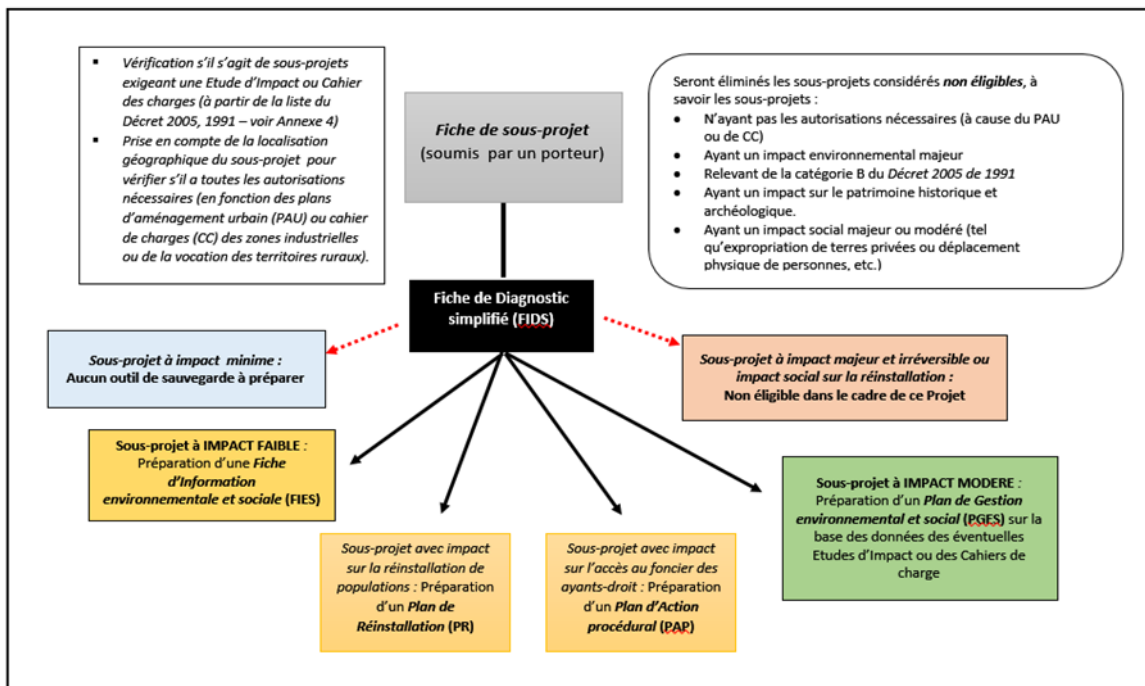 ▪ Vérification s’il s’agit de sous-projets
exigeant une Etude d’Impact ou Cahier
des charges (à partir de la liste du
Décret 2005, 1991 – voir Annexe 4)
▪ Prise en compte de la localisation
géographique du sous-projet pour
vérifier s’il a toutes les autorisations
nécessaires (en fonction des plans
d’aménagement urbain (PAU) ou cahier
de charges (CC) des zones industrielles
ou de la vocation des territoires ruraux).
Fiche de sous-projet
(soumis par un porteur)
Seront éliminés les sous-projets considérés non éligibles, à
savoir les sous-projets :
• N’ayant pas les autorisations nécessaires (à cause du PAU
ou de CC)
• Ayant un impact environnemental majeur
• Relevant de la catégorie B du Décret 2005 de 1991
• Ayant un impact sur le patrimoine historique et
archéologique.
• Ayant un impact social majeur ou modéré (tel
qu’expropriation de terres privées ou déplacement
physique de personnes, etc.)
Fiche de Diagnostic
simplifié (FIDS)
Sous-projet à impact minime :
Aucun outil de sauvegarde à préparer
Sous-projet à impact majeur et irréversible ou
impact social sur la réinstallation :
Non éligible dans le cadre de ce Projet
Sous-projet à IMPACT FAIBLE :
Préparation d’une Fiche
d’Information
environnementale et sociale (FIES)
Sous-projet avec impact
sur la réinstallation de
populations : Préparation
d’un Plan de
Réinstallation (PR)
Sous-projet avec impact
sur l’accès au foncier des
ayants-droit : Préparation
d’un Plan d’Action
procédural (PAP)
Sous-projet à IMPACT MODERE :
Préparation d’un Plan de Gestion
environnemental et social (PGES) sur la
base des données des éventuelles
Etudes d’Impact ou des Cahiers de
charge